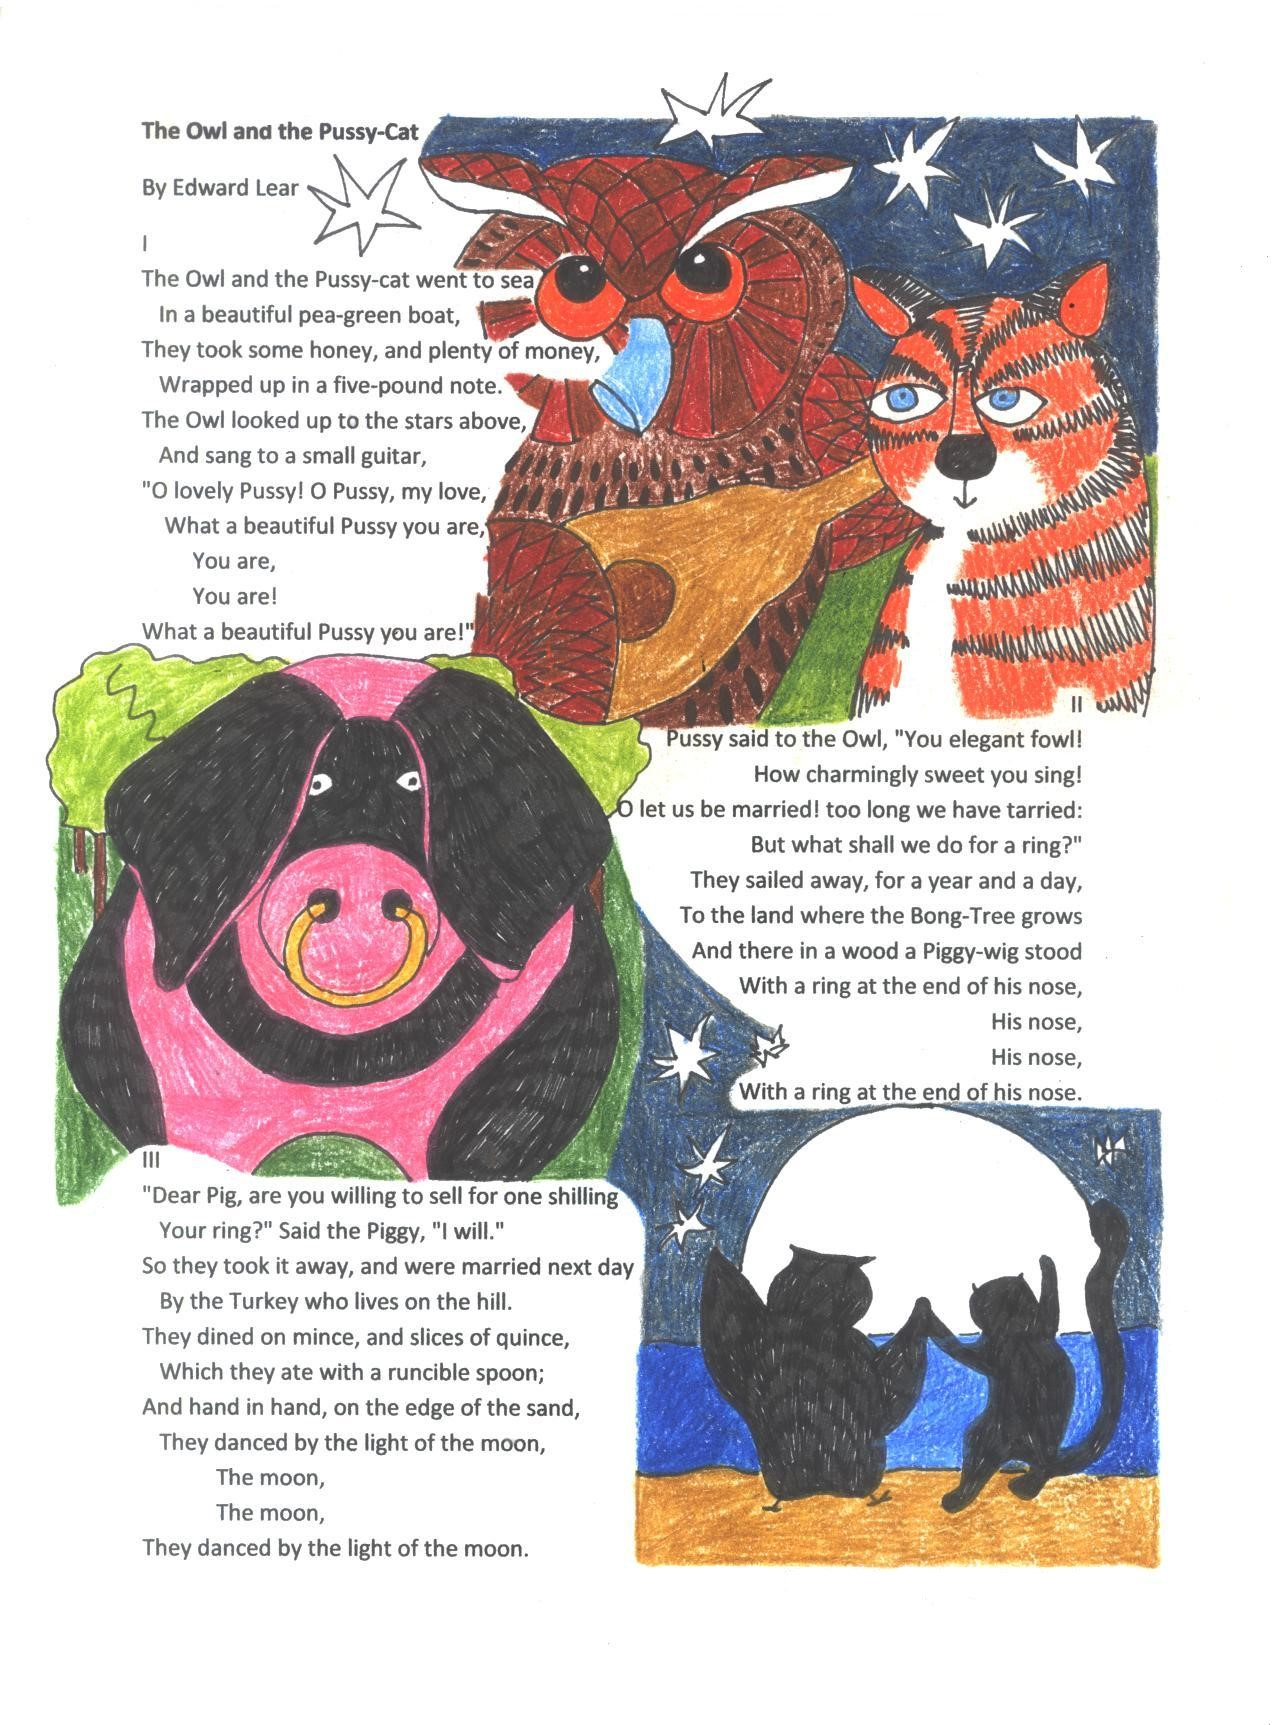 The Owl and the Pussy-Cat
By Edward Lear
I
The Owl and the Pussy-cat went to sea
In a beautiful pea-green boat,
They took some honey, and plenty of money,
Wrapped up in a five-pound note.
The Owl looked up to the stars above,
And sang to a small guitar,
"O lovely Pussy! O Pussy, my love,
What a beautiful Pussy you are,
You are,
You are!
What a beautiful Pussy you are!"
II
Pussy said to the Owl, "You elegant fowl!
How charmingly sweet you sing!
O let us be married! too long we have tarried:
But what shall we do for a ring?"
They sailed away, for a year and a day,
To the land where the Bong-Tree grows
And there in a wood a Piggy-wig stood
With a ring at the end of his nose,
His nose,
His nose,
With a ring at the end of his nose.
III
"Dear Pig, are you willing to sell for one shilling
Your ring?" Said the Piggy, "I will."
So they took it away, and were married next day
By the Turkey who lives on the hill.
They dined on mince, and slices of quince,
Which they ate with a runcible spoon;
And hand in hand, on the edge of the sand,
They danced by the light of the moon,
The moon,
The moon,
They danced by the light of the moon.